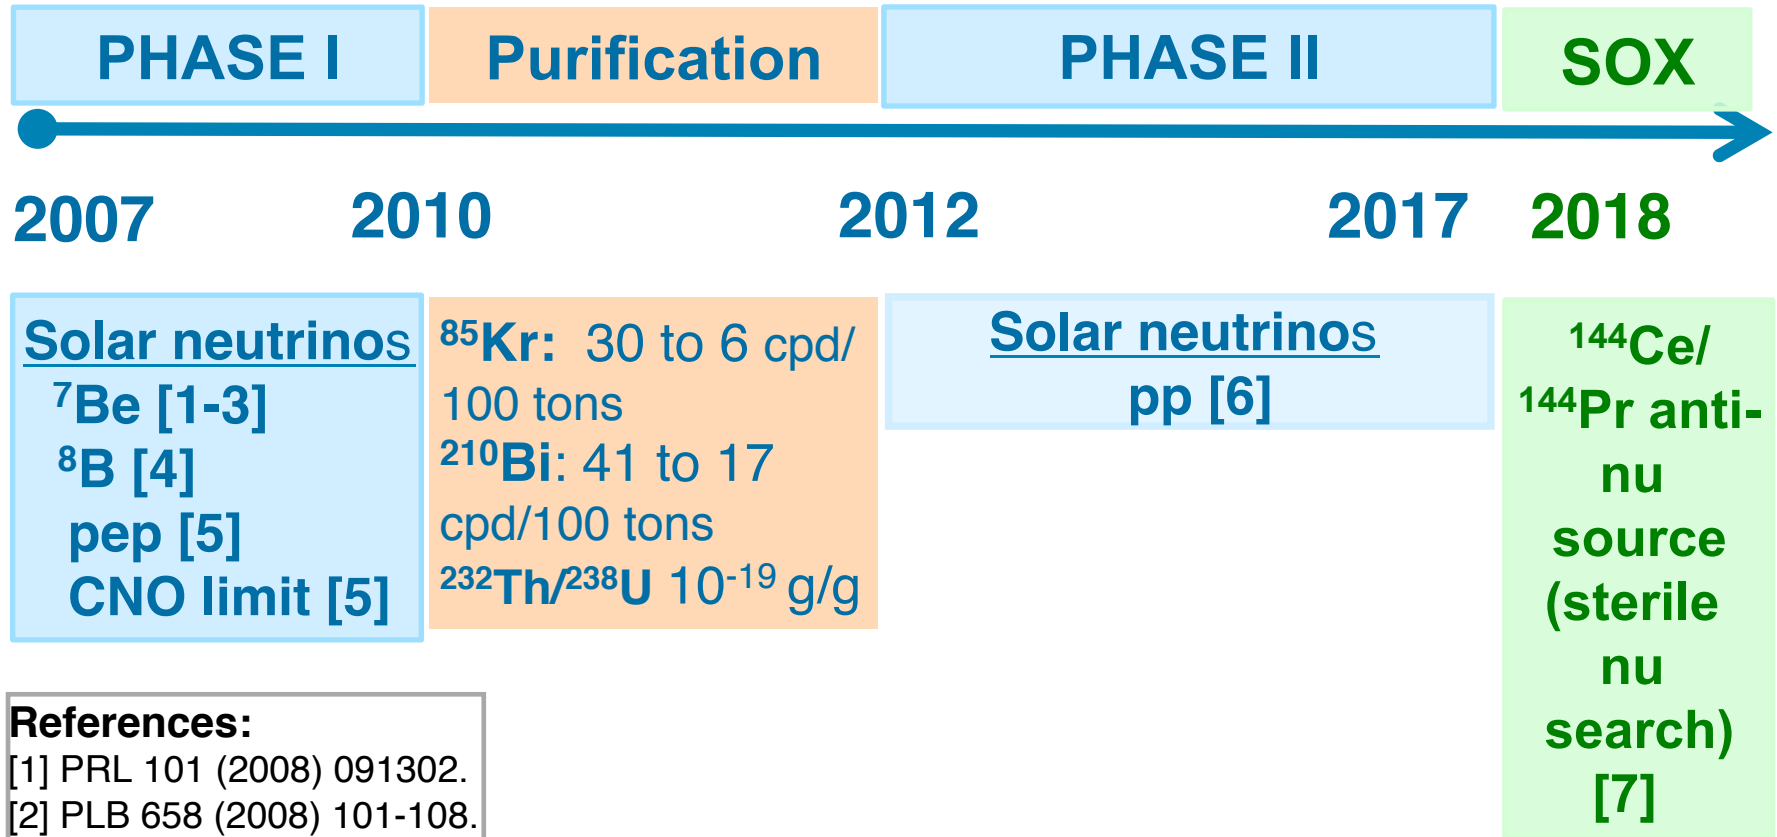 PHASE I
Purification
PHASE II
SOX
2007
2010
2012
2017
2018
Solar neutrinos
⁷Be [1-3]
⁸B [4]
pep [5]
CNO limit [5]
⁸⁵Kr: 30 to 6 cpd/
100 tons
²¹⁰Bi: 41 to 17
cpd/100 tons
²³²Th/²³⁸U 10⁻¹⁹ g/g
Solar neutrinos
pp [6]
¹⁴⁴Ce/
¹⁴⁴Pr anti-
nu
source
(sterile
nu
search)
[7]
References:
[1] PRL 101 (2008) 091302.
[2] PLB 658 (2008) 101-108.